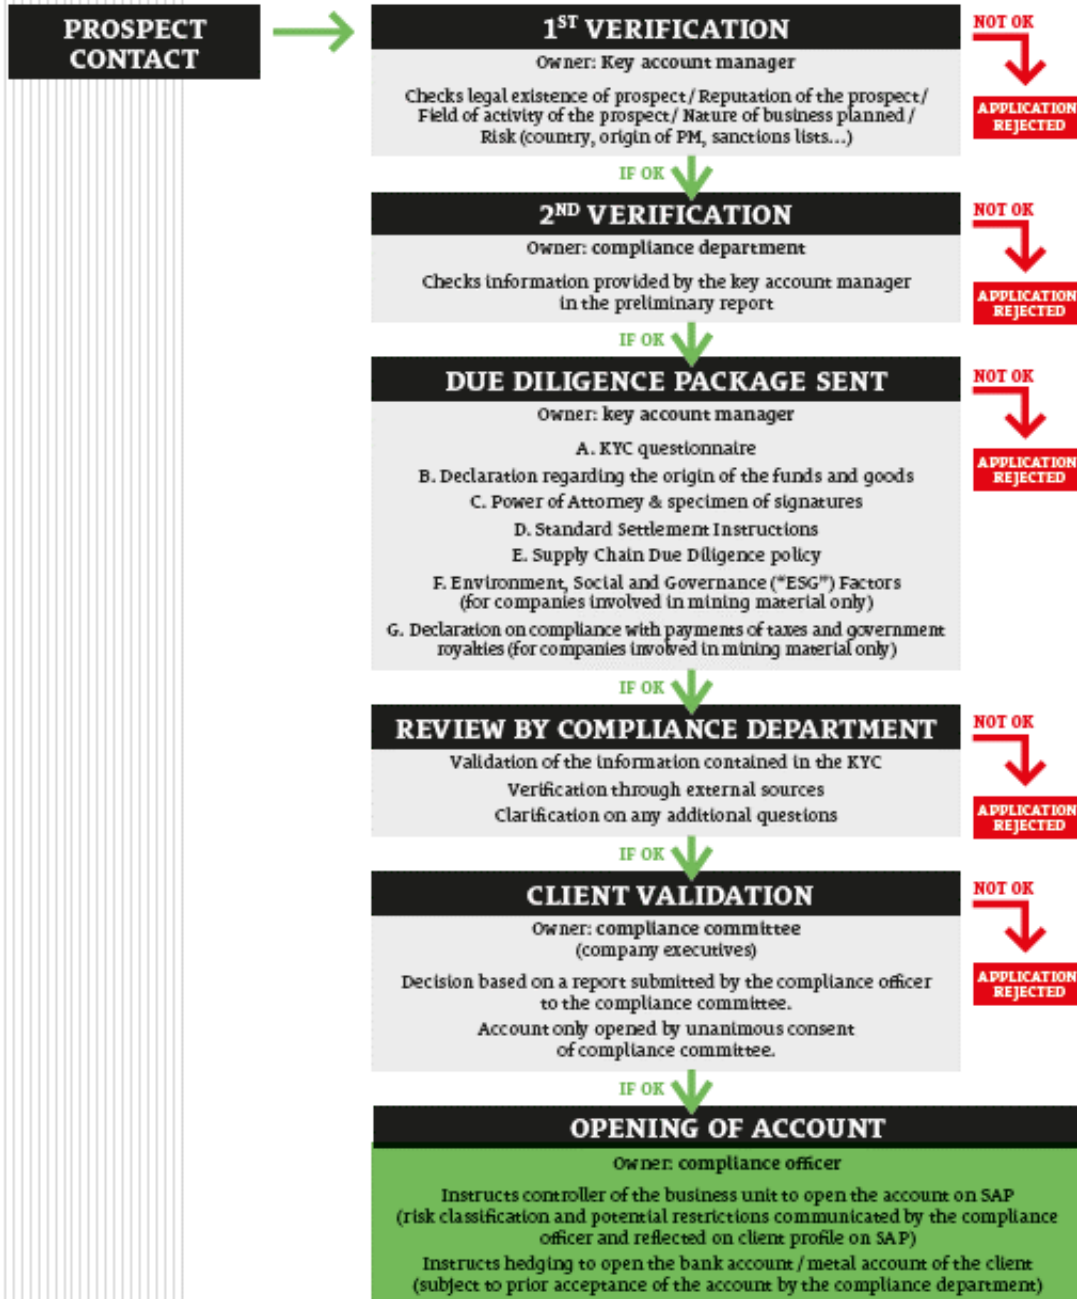 PROSPECT
CONTACT
1ST VERIFICATION
Owner: Key account manager
Checks legal existence of prospect/ Reputation of the prospect/
Field of activity of the prospect/ Nature of business planned/
Risk (country, origin of PM, sanctions lists...)
NOT OK
APPLICATION
REJECTED
IF OK
2ND VERIFICATION
Owner: compliance department
Checks information provided by the key account manager
in the preliminary report
NOT OK
APPLICATION
REJECTED
IF OK
DUE DILIGENCE PACKAGE SENT
Owner: key account manager
A. KYC questionnaire
B. Declaration regarding the origin of the funds and goods
C. Power of Attorney & specimen of signatures
D. Standard Settlement Instructions
E. Supply Chain Due Diligence policy
F. Environment, Social and Governance (“ESG”) Factors
(for companies involved in mining material only)
G. Declaration on compliance with payments of taxes and government
royalties (for companies involved in mining material only)
NOT OK
APPLICATION
REJECTED
IF OK
REVIEW BY COMPLIANCE DEPARTMENT
Validation of the information contained in the KYC
Verification through external sources
Clarification on any additional questions
NOT OK
APPLICATION
REJECTED
IF OK
CLIENT VALIDATION
Owner: compliance committee
(company executives)
Decision based on a report submitted by the compliance officer
to the compliance committee.
Account only opened by unanimous consent
of compliance committee.
NOT OK
APPLICATION
REJECTED
IF OK
OPENING OF ACCOUNT
Owner: compliance officer
Instructs controller of the business unit to open the account on SAP
(risk classification and potential restrictions communicated by the compliance
officer and reflected on client profile on SAP)
Instructs hedging to open the bank account / metal account of the client
(subject to prior acceptance of the account by the compliance department)